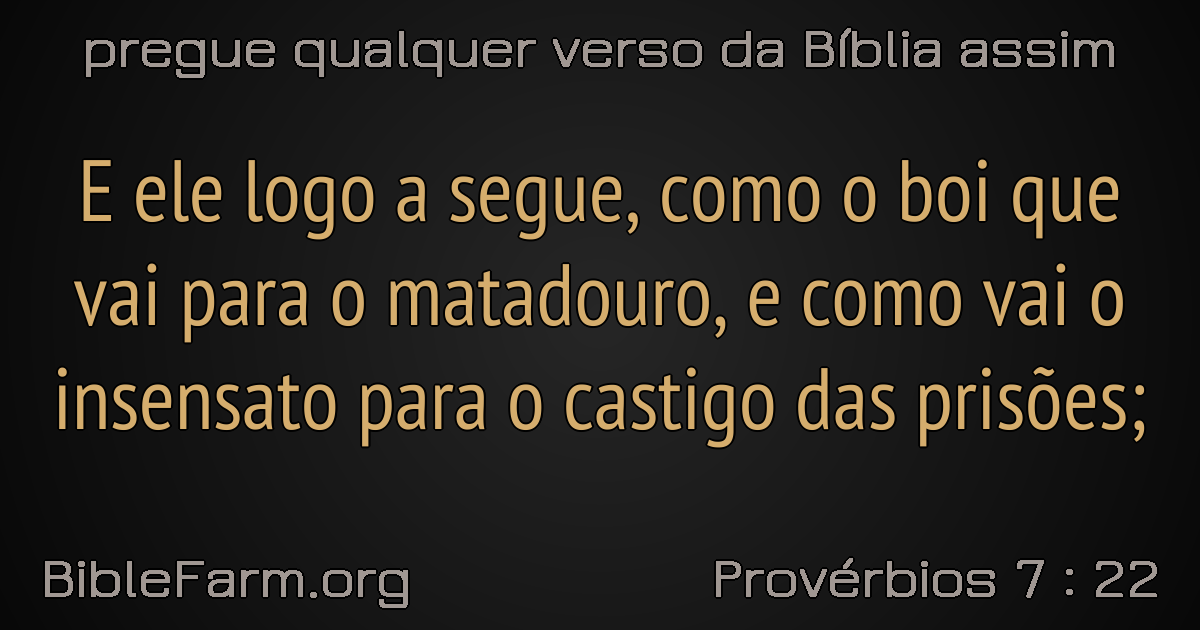 pregue qualquer verso da Bíblia assim
E ele logo a segue, como o boi que
vai para o matadouro, e como vai o
insensato para o castigo das prisões;
BibleFarm.org
Provérbios 7 : 22